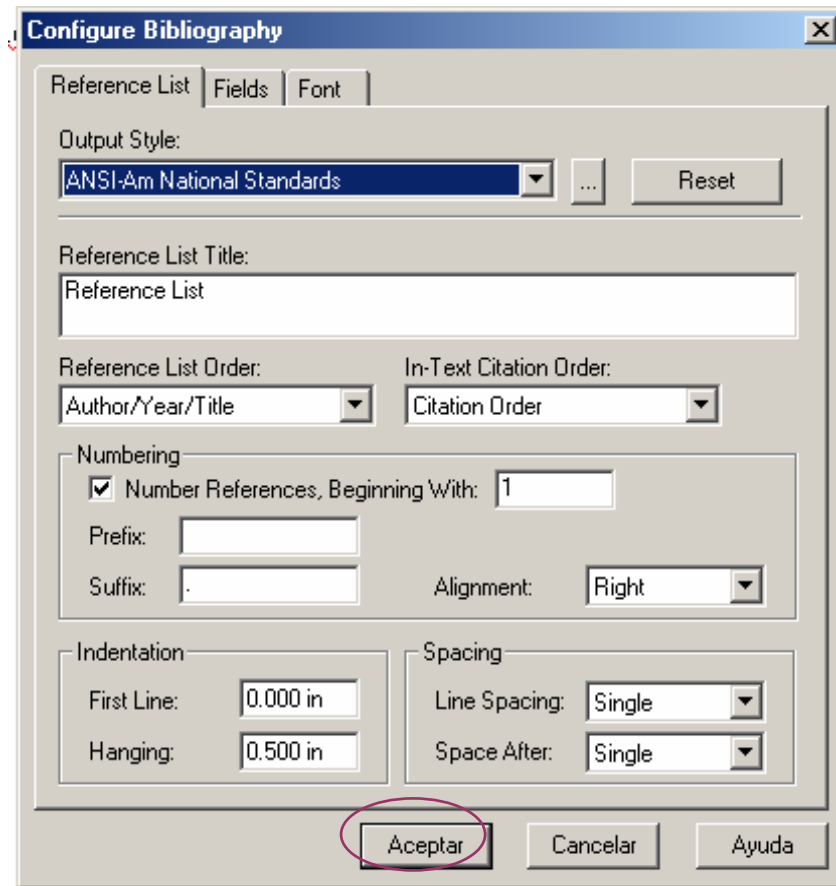 Configure Bibliography
Reference List Fields Font
Output Style:
ANSI-Am National Standards ... Reset
Reference List Title:
Reference List
Reference List Order: In-Text Citation Order:
Author/Year/Title Citation Order
Numbering
Number References, Beginning With: 1
Prefix:
Suffix: . Alignment: Right
Indentation Spacing
First Line: 0.000 in Line Spacing: Single
Hanging: 0.500 in Space After: Single
Aceptar Cancelar Ayuda